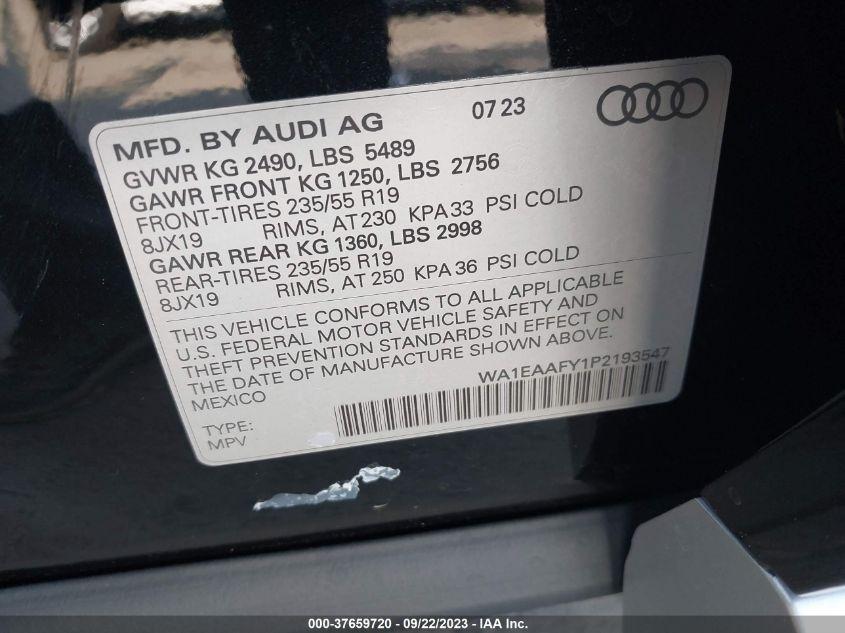 MFD. BY AUDI AG 07 23
GVWR KG 2490, LBS 5489
GAWR FRONT KG 1250, LBS 2756
FRONT-TIRES 235/55 R19
8JX19 RIMS, AT 230 KPA 33 PSI COLD
GAWR REAR KG 1360, LBS 2998
REAR-TIRES 235/55 R19
8JX19 RIMS, AT 250 KPA 36 PSI COLD
THIS VEHICLE CONFORMS TO ALL APPLICABLE
U.S. FEDERAL MOTOR VEHICLE SAFETY AND
THEFT PREVENTION STANDARDS IN EFFECT ON
THE DATE OF MANUFACTURE SHOWN ABOVE.
MEXICO WA1EAAFY1P2193547
TYPE:
MPV
000-37659720 - 09/22/2023 - IAA Inc.